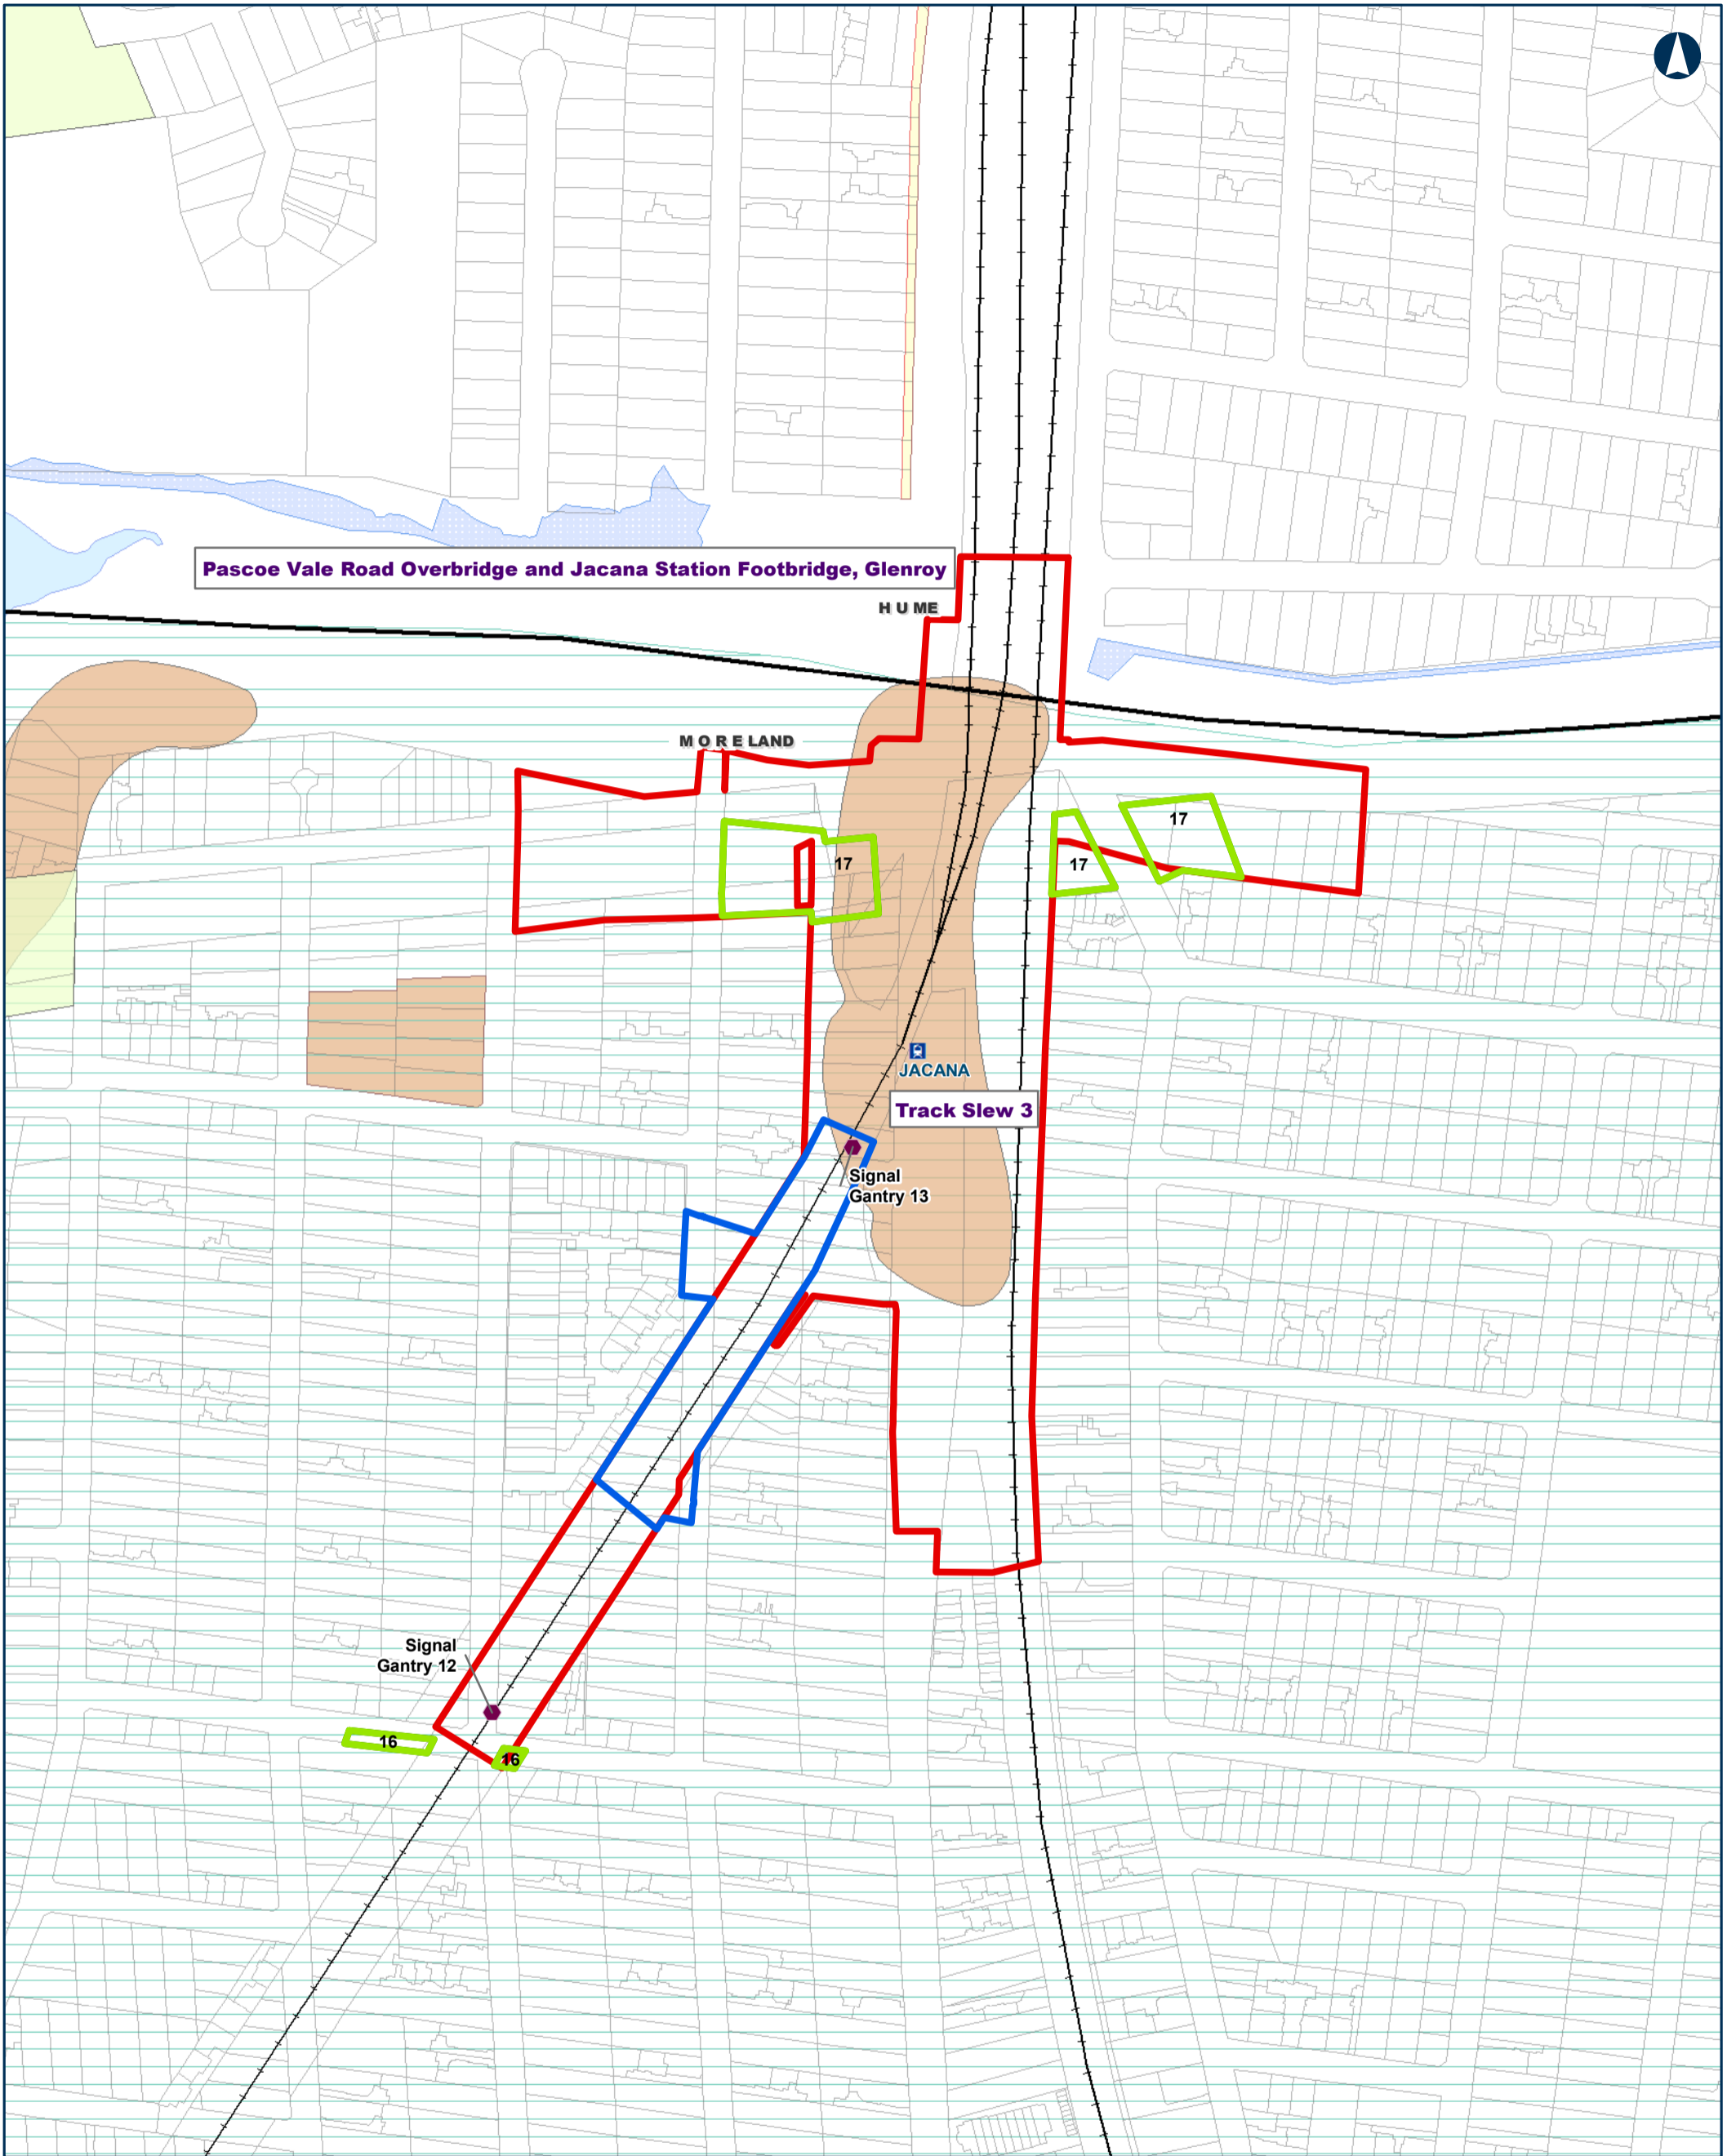 Pascoe Vale Road Overbridge and Jacana Station Footbridge, Glenroy
HUME
MORELAND
17
17
17
JACANA
Track Slew 3
Signal
Gantry 13
Signal
Gantry 12
16
16